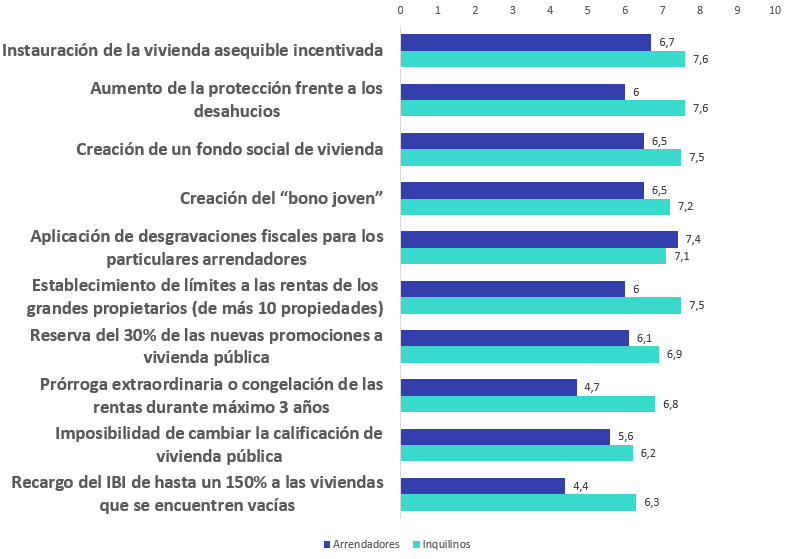 0 1 2 3 4 5 6 7 8 9 10
Instauración de la vivienda asequible incentivada
6,7
7,6
Aumento de la protección frente a los
desahucios
6
7,6
Creación de un fondo social de vivienda
6,5
7,5
Creación del “bono joven”
6,5
7,2
Aplicación de desgravaciones fiscales para los
particulares arrendadores
7,4
7,1
Establecimiento de límites a las rentas de los
grandes propietarios (de más 10 propiedades)
6
7,5
Reserva del 30% de las nuevas promociones a
vivienda pública
6,1
6,9
Prórroga extraordinaria o congelación de las
rentas durante máximo 3 años
4,7
6,8
Imposibilidad de cambiar la calificación de
vivienda pública
5,6
6,2
Recargo del IBI de hasta un 150% a las viviendas
que se encuentren vacías
4,4
6,3
Arrendadores Inquilinos